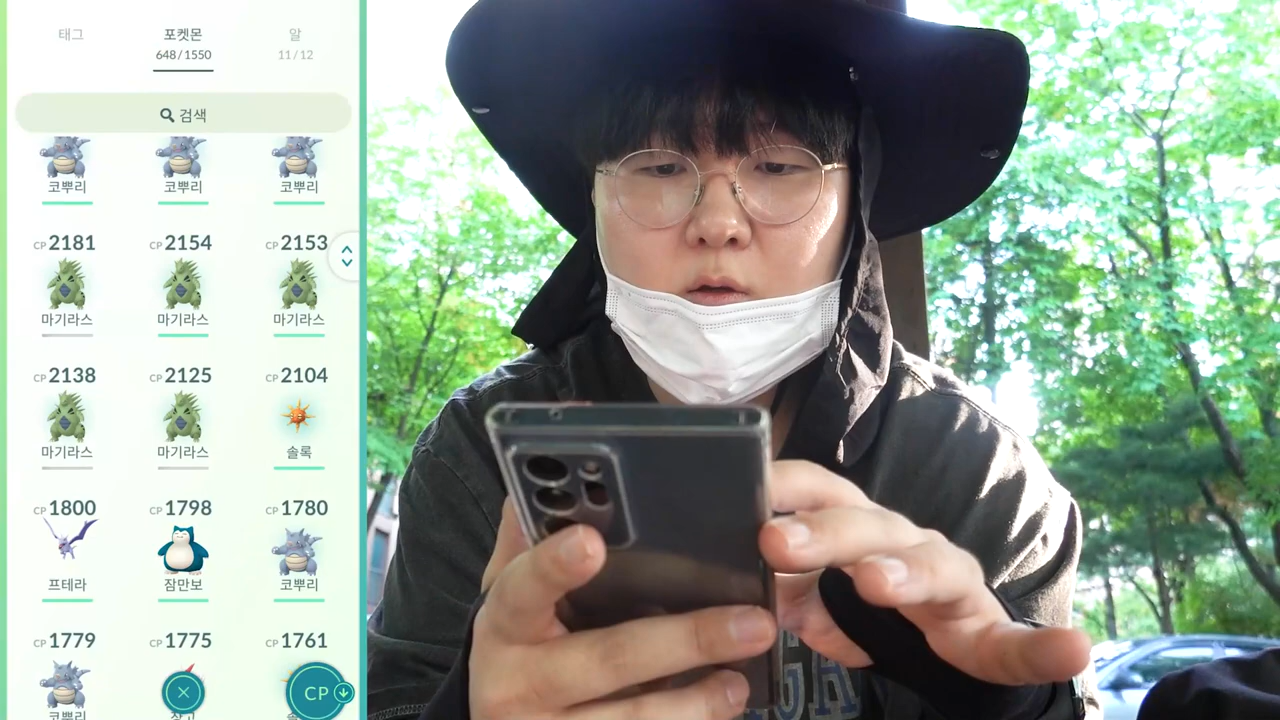 태그 포켓몬 알
648/1550 11/12
검색
코뿌리 코뿌리 코뿌리
CP2181 CP2154 CP2153
마기라스 마기라스 마기라스
CP2138 CP2125 CP2104
마기라스 마기라스 솔록
CP1800 CP1798 CP1780
프테라 잠만보 코뿌리
CP1779 CP1775 CP1761
코뿌리
CP